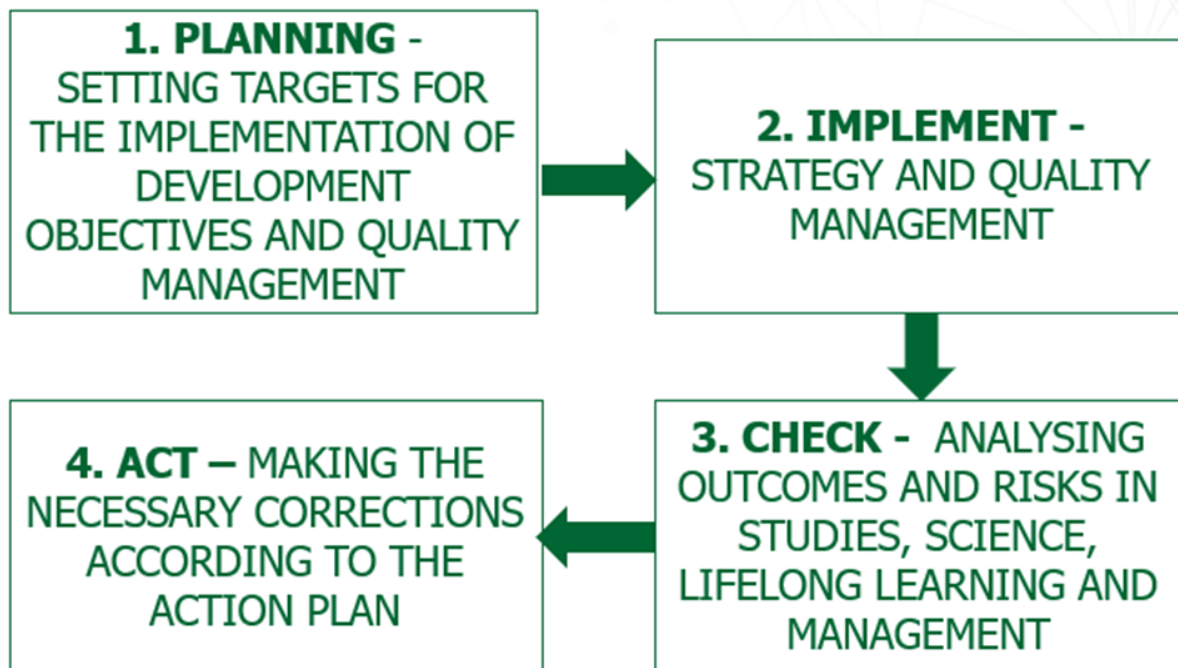 1. PLANNING -
SETTING TARGETS FOR
THE IMPLEMENTATION OF
DEVELOPMENT
OBJECTIVES AND QUALITY
MANAGEMENT
2. IMPLEMENT -
STRATEGY AND QUALITY
MANAGEMENT
3. CHECK - ANALYSING
OUTCOMES AND RISKS IN
STUDIES, SCIENCE,
LIFELONG LEARNING AND
MANAGEMENT
4. ACT – MAKING THE
NECESSARY CORRECTIONS
ACCORDING TO THE
ACTION PLAN